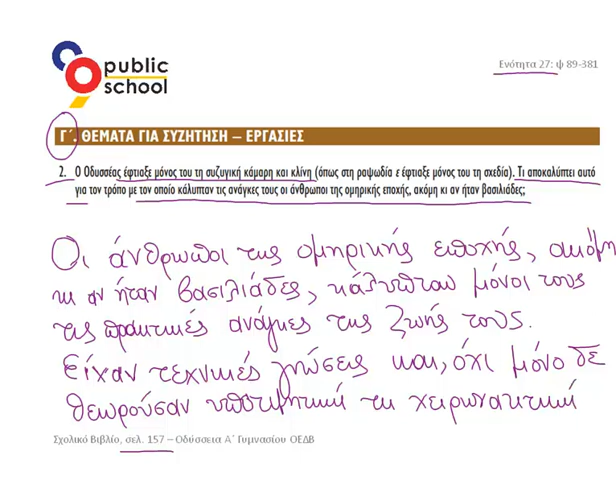 public
school
Ενότητα 27: ψ 89-381
Γ΄. ΘΕΜΑΤΑ ΓΙΑ ΣΥΖΗΤΗΣΗ – ΕΡΓΑΣΙΕΣ
2. Ο Οδυσσέας έφτιαξε μόνος του τη συζυγική κάμαρη και κλίνη (όπως στη ραψωδία ε έφτιαξε μόνος του τη σχεδία). Τι αποκαλύπτει αυτό
για τον τρόπο με τον οποίο κάλυπταν τις ανάγκες τους οι άνθρωποι της ομηρικής εποχής, ακόμη κι αν ήταν βασιλιάδες;
Οι άνθρωποι της ομηρικής εποχής, ακόμη
κι αν ήταν βασιλιάδες, κάλυπταν μόνοι τους
τις πρακτικές ανάγκες της ζωής τους.
Είχαν τεχνικές γνώσεις και, όχι μόνο δε
θεωρούσαν υποτιμητική τη χειρωνακτική
Σχολικό Βιβλίο, σελ. 157 – Οδύσσεια Α΄ Γυμνασίου ΟΕΔΒ